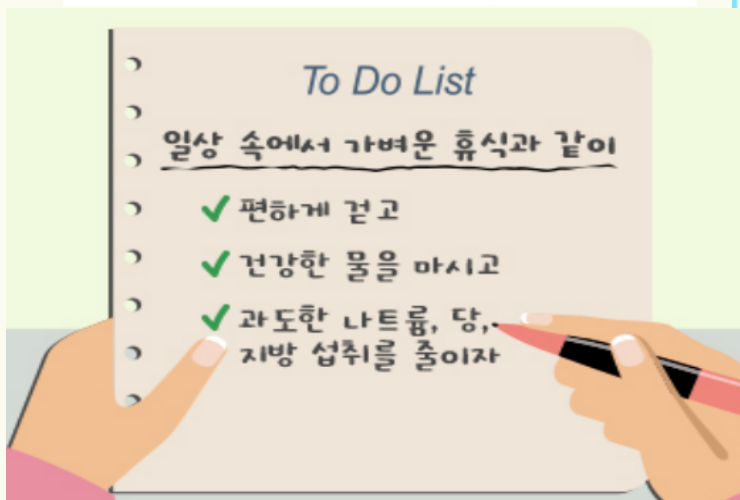 To Do List
일상 속에서 가벼운 휴식과 같이
편하게 걷고
건강한 물을 마시고
과도한 나트륨, 당,
지방 섭취를 줄이자